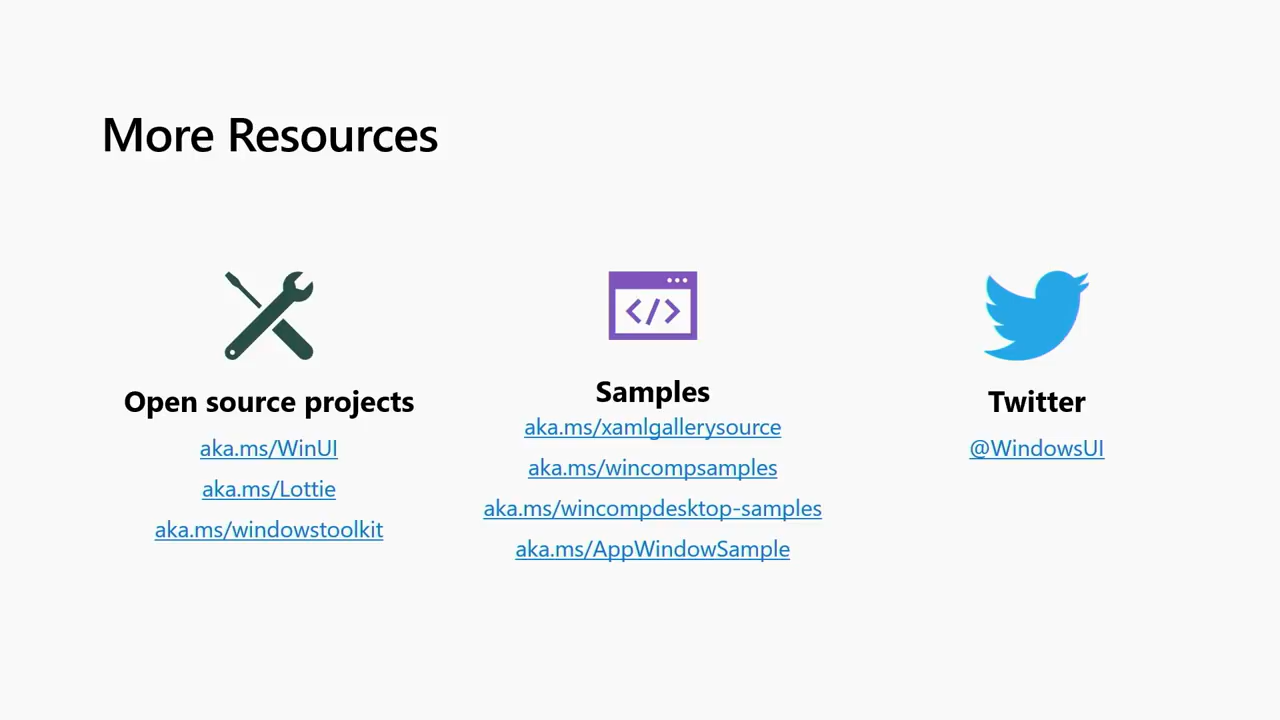 More Resources
Open source projects
aka.ms/WinUI
aka.ms/Lottie
aka.ms/windowstoolkit
Samples
aka.ms/xamlgallerysource
aka.ms/wincompsamples
aka.ms/wincompdesktop-samples
aka.ms/AppWindowSample
Twitter
@WindowsUI